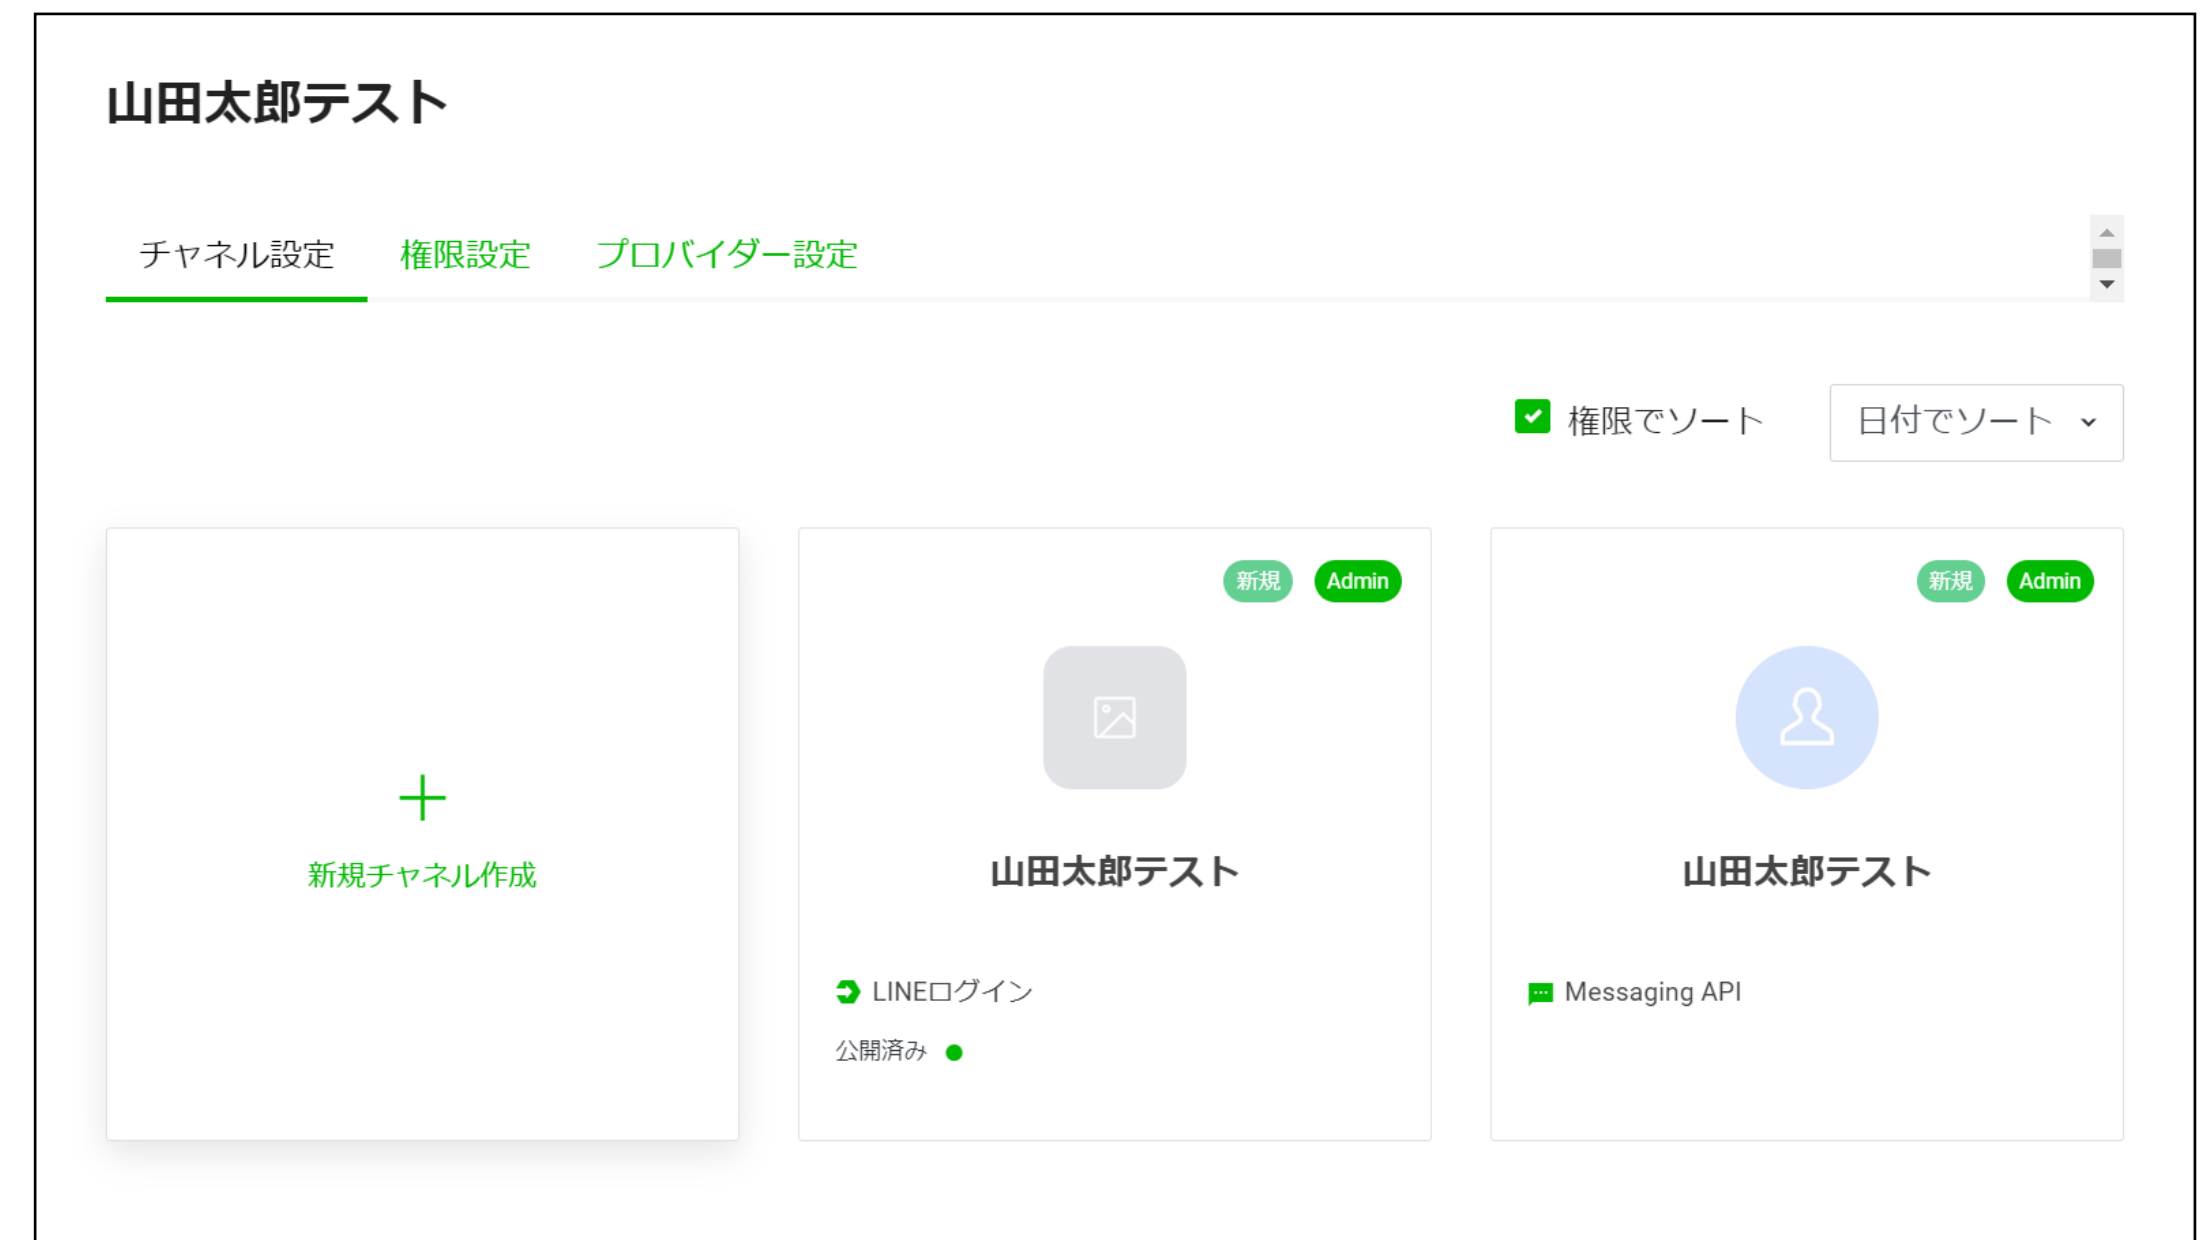 山田太郎テスト
チャネル設定 権限設定 プロバイダー設定
権限でソート 日付でソート
新規チャネル作成
新規 Admin
山田太郎テスト
LINEログイン
公開済み
新規 Admin
山田太郎テスト
Messaging API